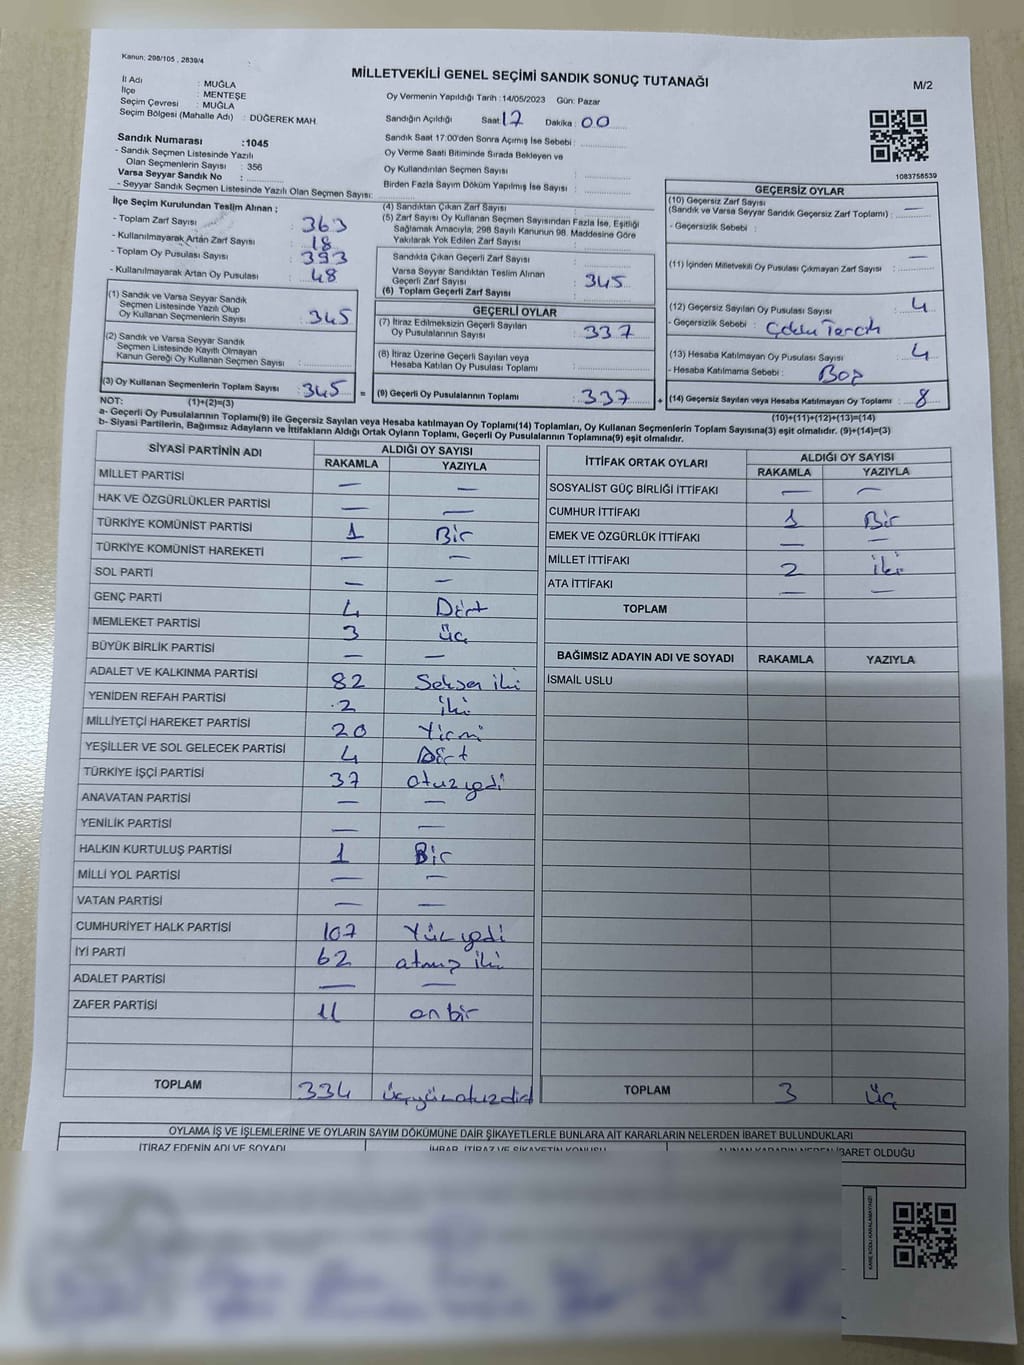 Kanun; 298/105 , 2839/4
MİLLETVEKİLİ GENEL SEÇİMİ SANDIK SONUÇ TUTANAĞI
M/2
İl Adı : MUĞLA
İlçe : MENTEŞE
Seçim Çevresi : MUĞLA
Seçim Bölgesi (Mahalle Adı) : DÜĞEREK MAH.
Oy Vermenin Yapıldığı Tarih :14/05/2023 Gün: Pazar
Sandığın Açıldığı Saat: 17 Dakika : 00
Sandık Saat 17:00'den Sonra Açılmış İse Sebebi :
Oy Verme Saati Bitiminde Sırada Bekleyen ve
Oy Kullandırılan Seçmen Sayısı :
Birden Fazla Sayım Döküm Yapılmış İse Sayısı :
1083758539
Sandık Numarası :1045
- Sandık Seçmen Listesinde Yazılı
Olan Seçmenlerin Sayısı : 356
Varsa Seyyar Sandık No :
- Seyyar Sandık Seçmen Listesinde Yazılı Olan Seçmen Sayısı:
İlçe Seçim Kurulundan Teslim Alınan ;
- Toplam Zarf Sayısı : 363
- Kullanılmayarak Artan Zarf Sayısı : 18
- Toplam Oy Pusulası Sayısı : 393
- Kullanılmayarak Artan Oy Pusulası : 48
(1) Sandık ve Varsa Seyyar Sandık
Seçmen Listesinde Yazılı Olup
Oy Kullanan Seçmenlerin Sayısı : 345
(2) Sandık ve Varsa Seyyar Sandık
Seçmen Listesinde Kayıtlı Olmayan
Kanun Gereği Oy Kullanan Seçmen Sayısı :
(3) Oy Kullanan Seçmenlerin Toplam Sayısı : 345 =
(4) Sandıktan Çıkan Zarf Sayısı :
(5) Zarf Sayısı Oy Kullanan Seçmen Sayısından Fazla İse, Eşitliği
Sağlamak Amacıyla, 298 Sayılı Kanunun 98. Maddesine Göre
Yakılarak Yok Edilen Zarf Sayısı :
Sandıkta Çıkan Geçerli Zarf Sayısı :
Varsa Seyyar Sandıktan Teslim Alınan
Geçerli Zarf Sayısı : 345
(6) Toplam Geçerli Zarf Sayısı :
GEÇERLİ OYLAR
(7) İtiraz Edilmeksizin Geçerli Sayılan
Oy Pusulalarının Sayısı : 337
(8) İtiraz Üzerine Geçerli Sayılan veya
Hesaba Katılan Oy Pusulası Toplamı :
(9) Geçerli Oy Pusulalarının Toplamı : 337 +
GEÇERSİZ OYLAR
(10) Geçersiz Zarf Sayısı
(Sandık ve Varsa Seyyar Sandık Geçersiz Zarf Toplamı) : —
- Geçersizlik Sebebi :
(11) İçinden Milletvekili Oy Pusulası Çıkmayan Zarf Sayısı : —
(12) Geçersiz Sayılan Oy Pusulası Sayısı : 4
- Geçersizlik Sebebi : Çoklu Tercih
(13) Hesaba Katılmayan Oy Pusulası Sayısı : 4
- Hesaba Katılmama Sebebi : Boş
(14) Geçersiz Sayılan veya Hesaba Katılmayan Oy Toplamı : 8
NOT: (1)+(2)=(3) (10)+(11)+(12)+(13)=(14)
a- Geçerli Oy Pusulalarının Toplamı(9) ile Geçersiz Sayılan veya Hesaba katılmayan Oy Toplamı(14) Toplamları, Oy Kullanan Seçmenlerin Toplam Sayısına(3) eşit olmalıdır. (9)+(14)=(3)
b- Siyasi Partilerin, Bağımsız Adayların ve İttifakların Aldığı Ortak Oyların Toplamı, Geçerli Oy Pusulalarının Toplamına(9) eşit olmalıdır.
SİYASİ PARTİNİN ADI ALDIĞI OY SAYISI
RAKAMLA YAZIYLA
MİLLET PARTİSİ — —
HAK VE ÖZGÜRLÜKLER PARTİSİ — —
TÜRKİYE KOMÜNİST PARTİSİ 1 Bir
TÜRKİYE KOMÜNİST HAREKETİ — —
SOL PARTİ — —
GENÇ PARTİ 4 Dört
MEMLEKET PARTİSİ 3 üç
BÜYÜK BİRLİK PARTİSİ — —
ADALET VE KALKINMA PARTİSİ 82 Seksen iki
YENİDEN REFAH PARTİSİ 2 iki
MİLLİYETÇİ HAREKET PARTİSİ 20 Yirmi
YEŞİLLER VE SOL GELECEK PARTİSİ 4 Dört
TÜRKİYE İŞÇİ PARTİSİ 37 otuz yedi
ANAVATAN PARTİSİ — —
YENİLİK PARTİSİ — —
HALKIN KURTULUŞ PARTİSİ 1 Bir
MİLLİ YOL PARTİSİ — —
VATAN PARTİSİ — —
CUMHURİYET HALK PARTİSİ 107 Yüz yedi
İYİ PARTİ 62 atmış iki
ADALET PARTİSİ — —
ZAFER PARTİSİ 11 on bir
TOPLAM 334 üçyüzotuzdört
İTTİFAK ORTAK OYLARI ALDIĞI OY SAYISI
RAKAMLA YAZIYLA
SOSYALİST GÜÇ BİRLİĞİ İTTİFAKI — —
CUMHUR İTTİFAKI 1 Bir
EMEK VE ÖZGÜRLÜK İTTİFAKI — —
MİLLET İTTİFAKI 2 iki
ATA İTTİFAKI — —
TOPLAM
BAĞIMSIZ ADAYIN ADI VE SOYADI RAKAMLA YAZIYLA
İSMAİL USLU
TOPLAM 3 üç
OYLAMA İŞ VE İŞLEMLERİNE VE OYLARIN SAYIM DÖKÜMÜNE DAİR ŞİKAYETLERLE BUNLARA AİT KARARLARIN NELERDEN İBARET BULUNDUKLARI
İTİRAZ EDENİN ADI VE SOYADI İHBAR, İTİRAZ VE ŞİKAYETİN KONUSU ALINAN KARARIN NEDEN İBARET OLDUĞU
KARE KODU KARALAMAYINIZ!